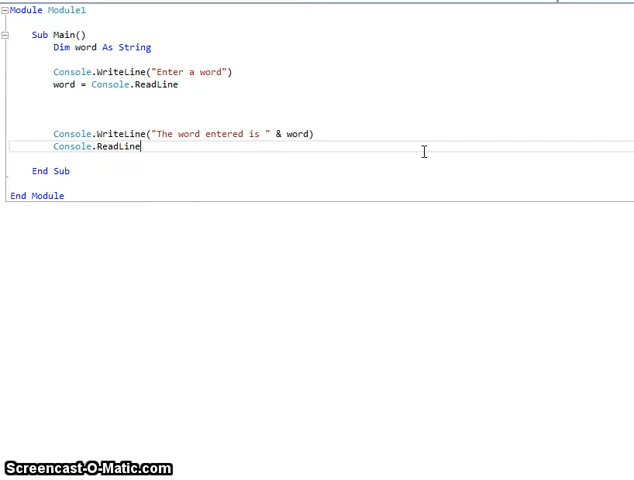 Module Module1
Sub Main()
Dim word As String
Console.WriteLine("Enter a word")
word = Console.ReadLine
Console.WriteLine("The word entered is " & word)
Console.ReadLine
End Sub
End Module
Screencast-O-Matic.com